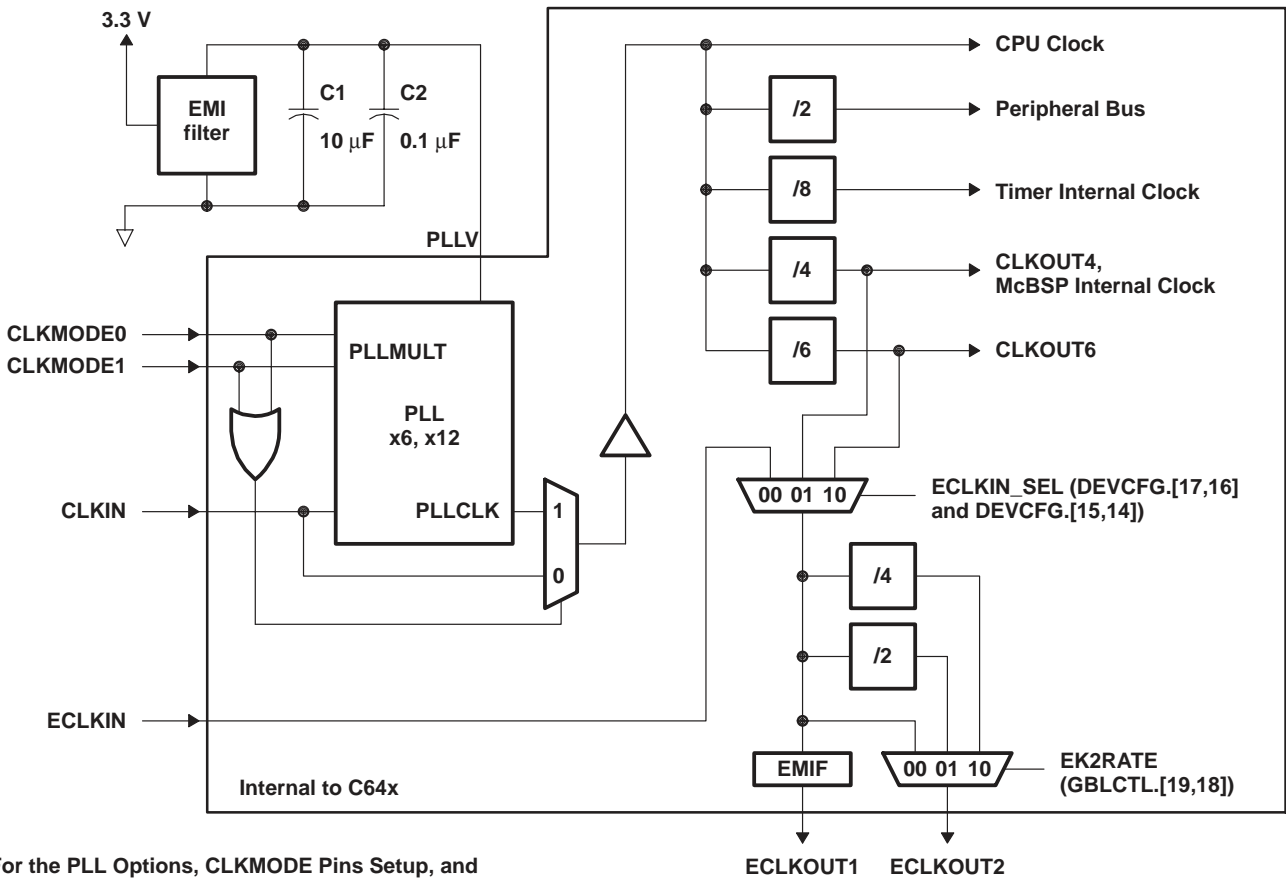 3.3 V
CPU Clock
EMI
filter
C1
C2
10 μF
0.1 μF
/2
Peripheral Bus
/8
Timer Internal Clock
PLLV
/4
CLKOUT4,
McBSP Internal Clock
CLKMODE0
CLKMODE1
PLLMULT
/6
CLKOUT6
PLL
x6, x12
00 01 10
ECLKIN_SEL (DEVCFG.[17,16]
and DEVCFG.[15,14])
CLKIN
PLLCLK
1
0
/4
/2
ECLKIN
EMIF
00 01 10
EK2RATE
(GBLCTL.[19,18])
Internal to C64x
ECLKOUT1
ECLKOUT2
or the PLL Options, CLKMODE Pins Setup, and